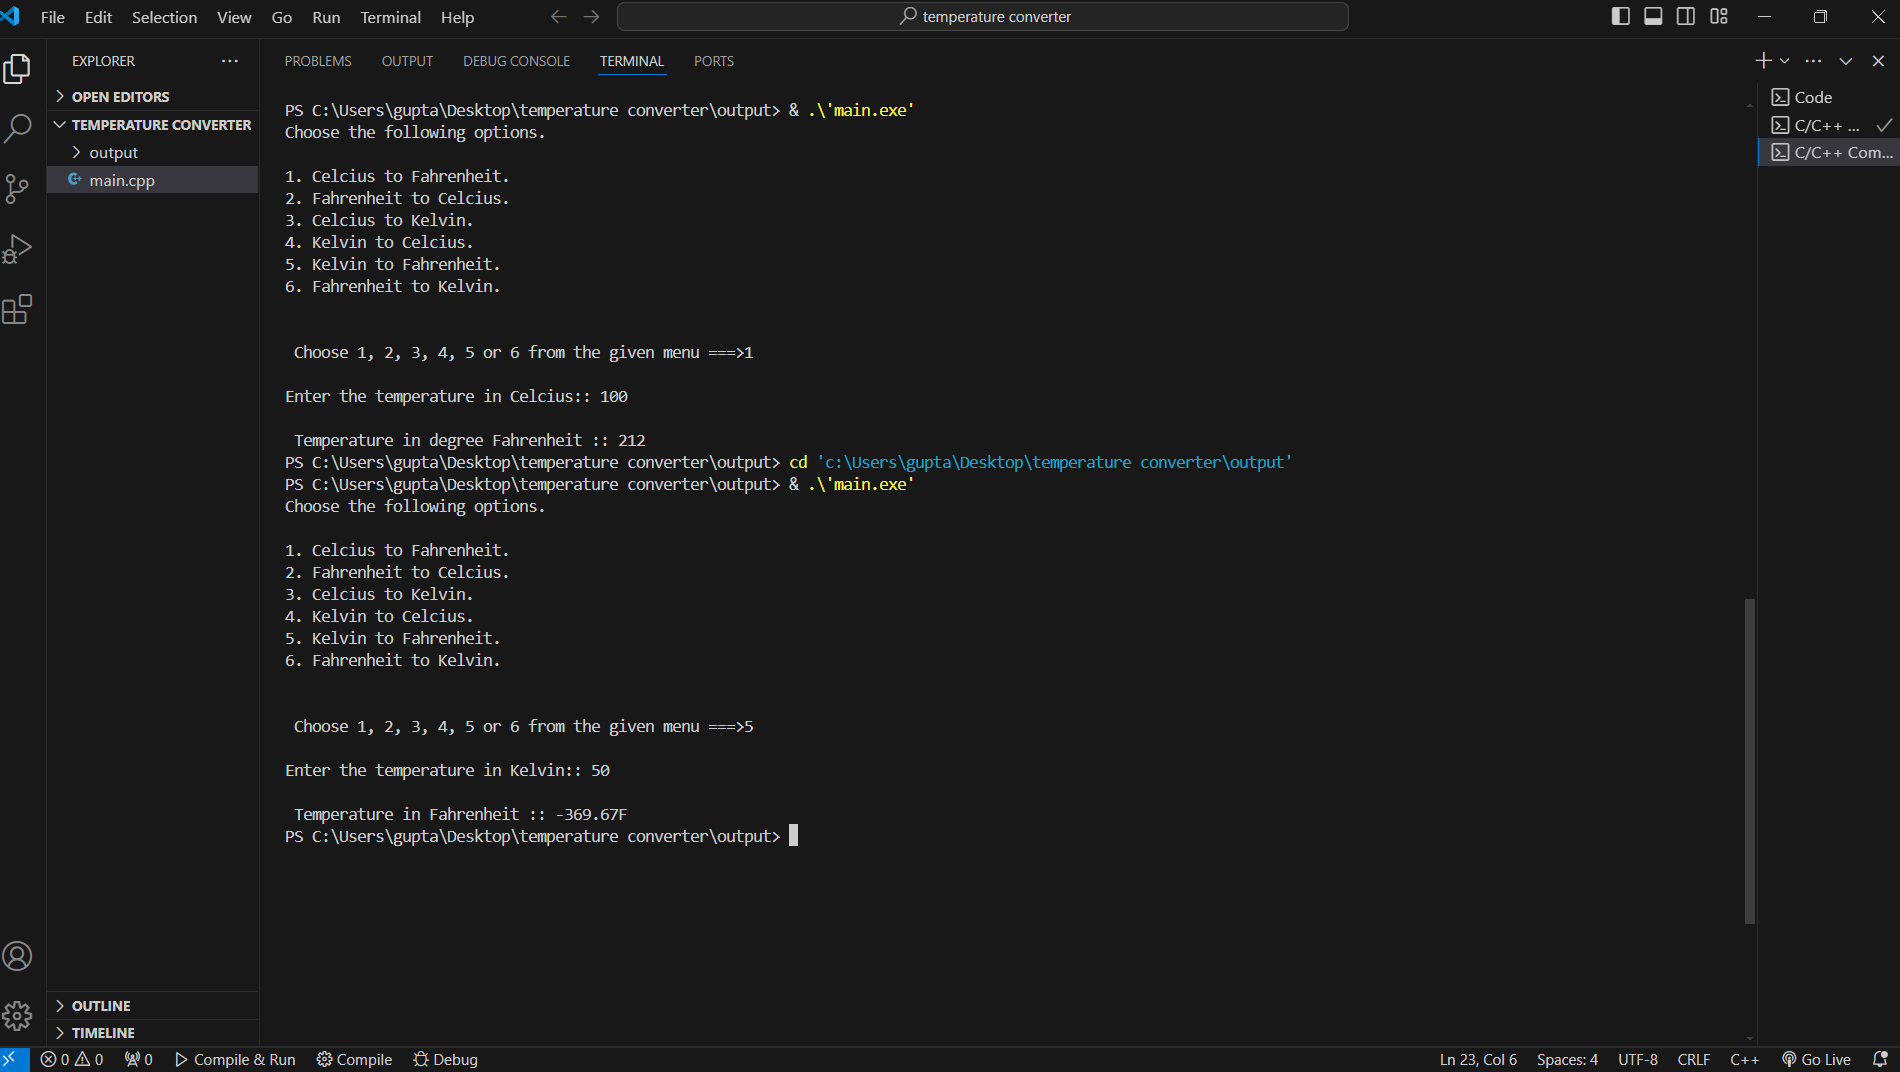 File Edit Selection View Go Run Terminal Help
temperature converter
EXPLORER
OPEN EDITORS
TEMPERATURE CONVERTER
output
main.cpp
OUTLINE
TIMELINE
PROBLEMS OUTPUT DEBUG CONSOLE TERMINAL PORTS
PS C:\Users\gupta\Desktop\temperature converter\output> & .\'main.exe'
Choose the following options.
1. Celcius to Fahrenheit.
2. Fahrenheit to Celcius.
3. Celcius to Kelvin.
4. Kelvin to Celcius.
5. Kelvin to Fahrenheit.
6. Fahrenheit to Kelvin.
Choose 1, 2, 3, 4, 5 or 6 from the given menu ===>1
Enter the temperature in Celcius:: 100
Temperature in degree Fahrenheit :: 212
PS C:\Users\gupta\Desktop\temperature converter\output> cd 'c:\Users\gupta\Desktop\temperature converter\output'
PS C:\Users\gupta\Desktop\temperature converter\output> & .\'main.exe'
Choose the following options.
1. Celcius to Fahrenheit.
2. Fahrenheit to Celcius.
3. Celcius to Kelvin.
4. Kelvin to Celcius.
5. Kelvin to Fahrenheit.
6. Fahrenheit to Kelvin.
Choose 1, 2, 3, 4, 5 or 6 from the given menu ===>5
Enter the temperature in Kelvin:: 50
Temperature in Fahrenheit :: -369.67F
PS C:\Users\gupta\Desktop\temperature converter\output>
Code
C/C++ ...
C/C++ Com...
0 0 0 Compile & Run Compile Debug
Ln 23, Col 6 Spaces: 4 UTF-8 CRLF C++ Go Live